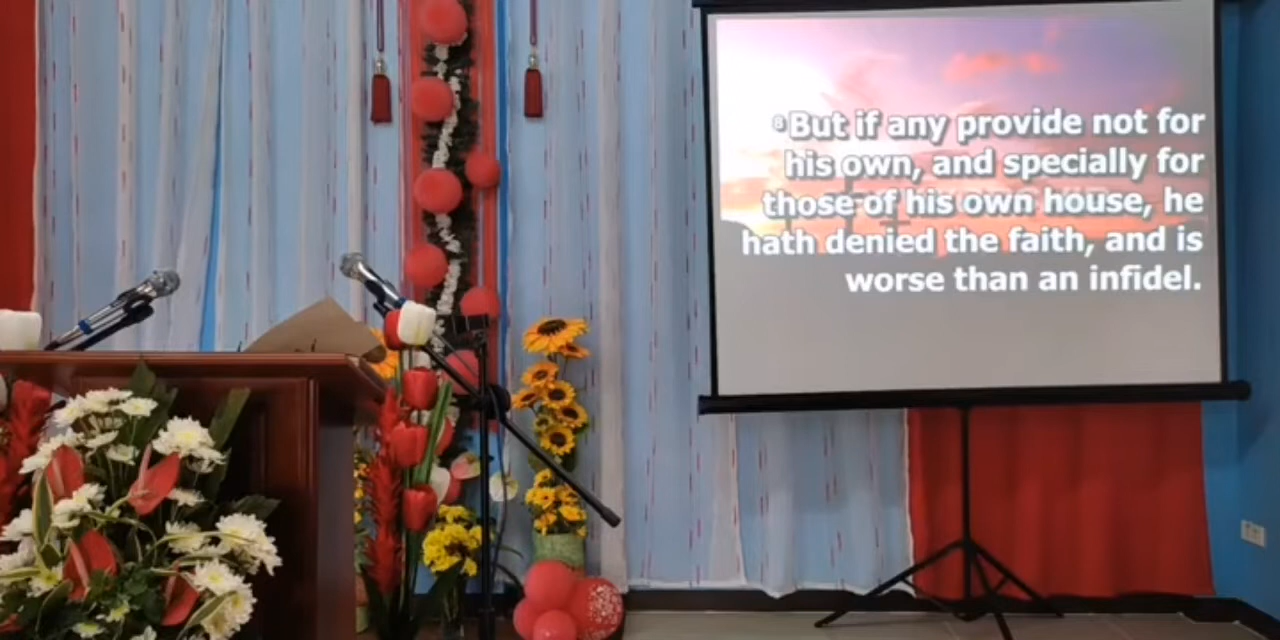 8 But if any provide not for
his own, and specially for
those of his own house, he
hath denied the faith, and is
worse than an infidel.